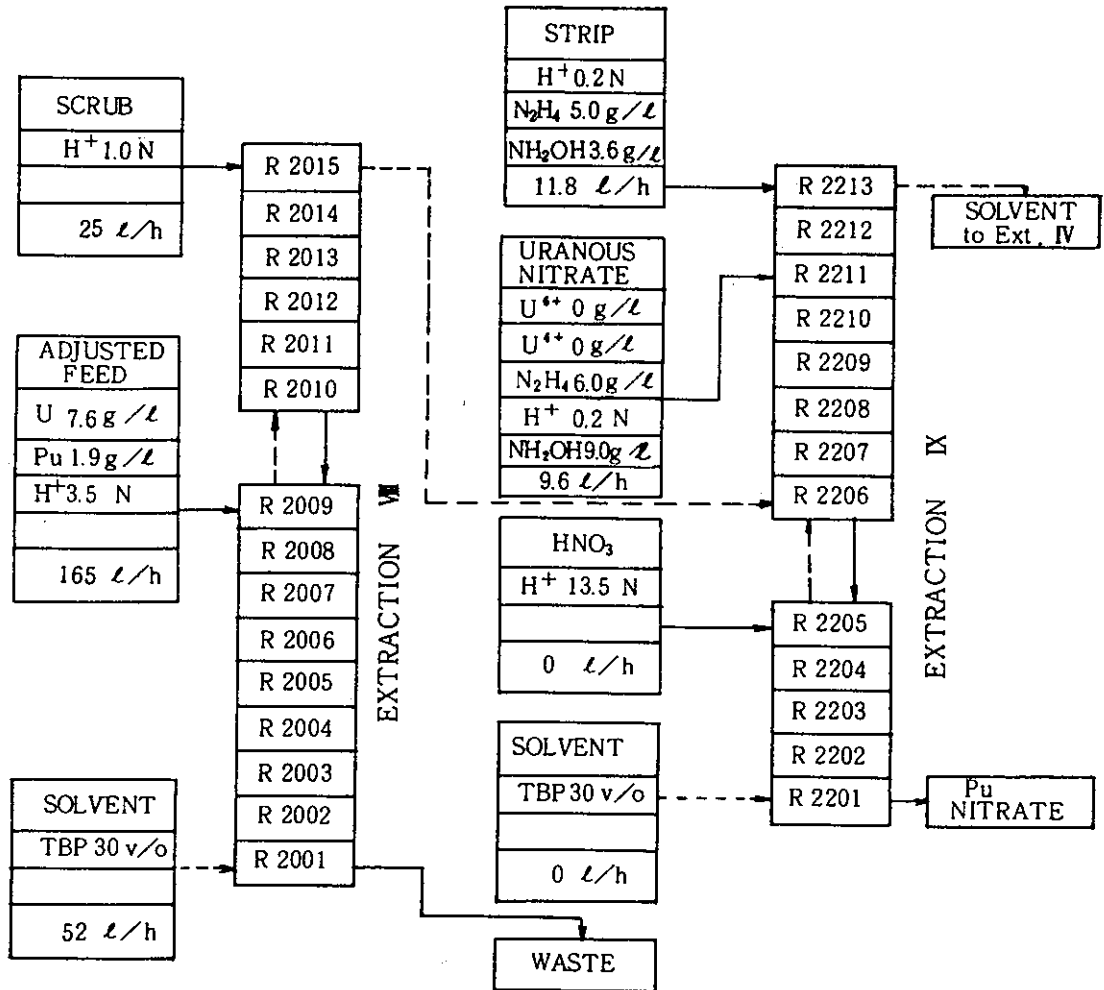 SCRUB
H⁺ 1.0 N
25 ℓ/h
ADJUSTED
FEED
U 7.6 g/ℓ
Pu 1.9 g/ℓ
H⁺ 3.5 N
165 ℓ/h
SOLVENT
TBP 30 v/o
52 ℓ/h
R 2015
R 2014
R 2013
R 2012
R 2011
R 2010
R 2009
R 2008
R 2007
R 2006
R 2005
R 2004
R 2003
R 2002
R 2001
EXTRACTION Ⅷ
WASTE
STRIP
H⁺ 0.2 N
N₂H₄ 5.0 g/ℓ
NH₂OH 3.6 g/ℓ
11.8 ℓ/h
URANOUS
NITRATE
U⁶⁺ 0 g/ℓ
U⁴⁺ 0 g/ℓ
N₂H₄ 6.0 g/ℓ
H⁺ 0.2 N
NH₂OH 9.0 g/ℓ
9.6 ℓ/h
HNO₃
H⁺ 13.5 N
0 ℓ/h
SOLVENT
TBP 30 v/o
0 ℓ/h
R 2213
R 2212
R 2211
R 2210
R 2209
R 2208
R 2207
R 2206
R 2205
R 2204
R 2203
R 2202
R 2201
EXTRACTION Ⅸ
SOLVENT
to Ext. Ⅳ
Pu
NITRATE